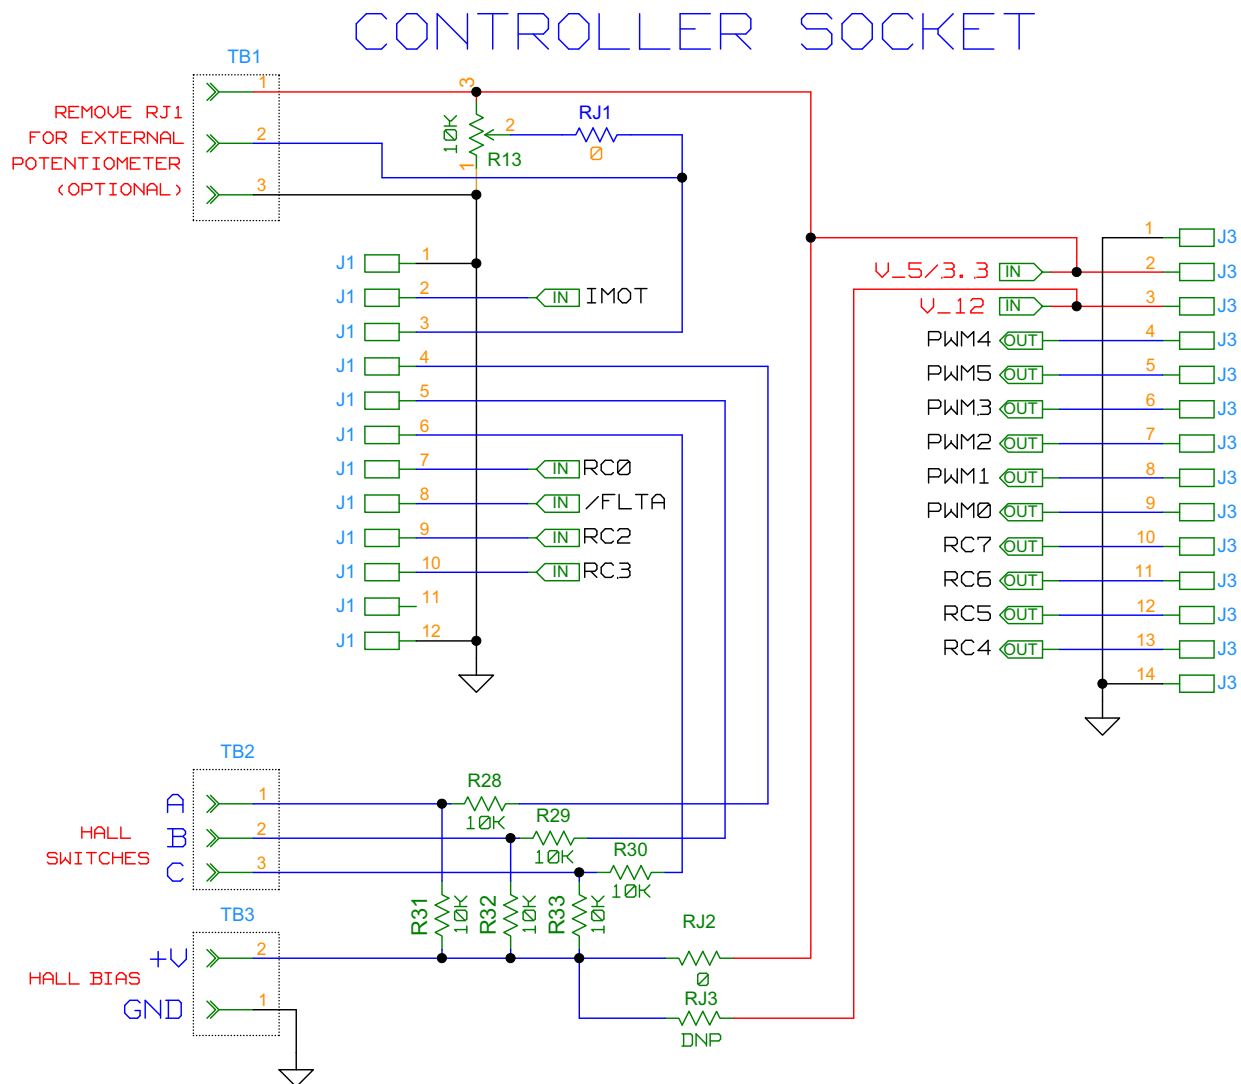 CONTROLLER SOCKET
TB1
REMOVE RJ1
FOR EXTERNAL
POTENTIOMETER
(OPTIONAL)
1
2
3
3
10K
2
1
R13
RJ1
0
J1 1
J1 2 IN IMOT
J1 3
J1 4
J1 5
J1 6
J1 7 IN RC0
J1 8 IN /FLTA
J1 9 IN RC2
J1 10 IN RC3
J1 11
J1 12
1 J3
V_5/3.3 IN 2 J3
V_12 IN 3 J3
PWM4 OUT 4 J3
PWM5 OUT 5 J3
PWM3 OUT 6 J3
PWM2 OUT 7 J3
PWM1 OUT 8 J3
PWM0 OUT 9 J3
RC7 OUT 10 J3
RC6 OUT 11 J3
RC5 OUT 12 J3
RC4 OUT 13 J3
14 J3
TB2
HALL
SWITCHES
A 1
B 2
C 3
R28
10K
R29
10K
R30
10K
R31 10K
R32 10K
R33 10K
TB3
HALL BIAS
+V 2
GND 1
RJ2
0
RJ3
DNP